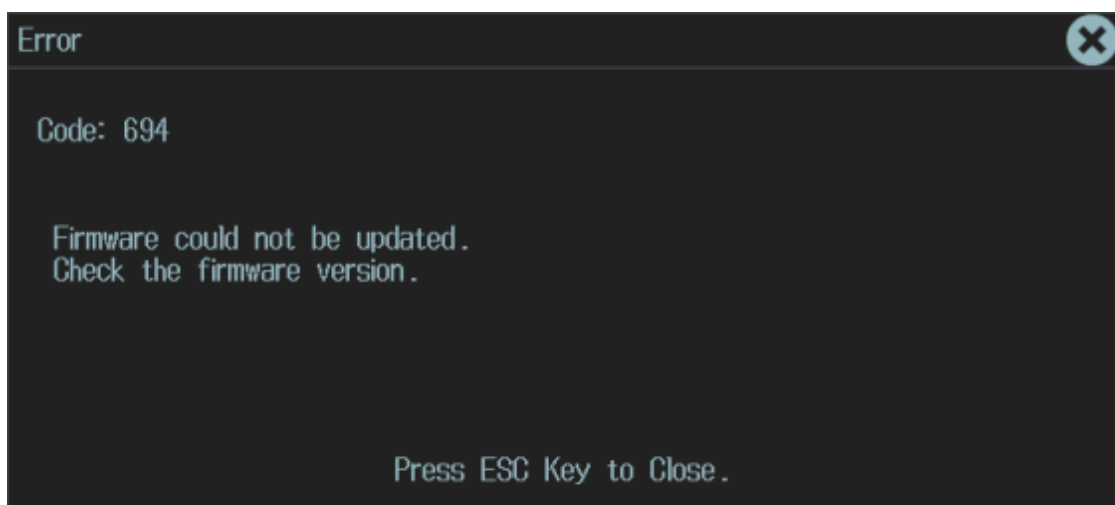 Error
Code: 694
Firmware could not be updated.
Check the firmware version.
Press ESC Key to Close.